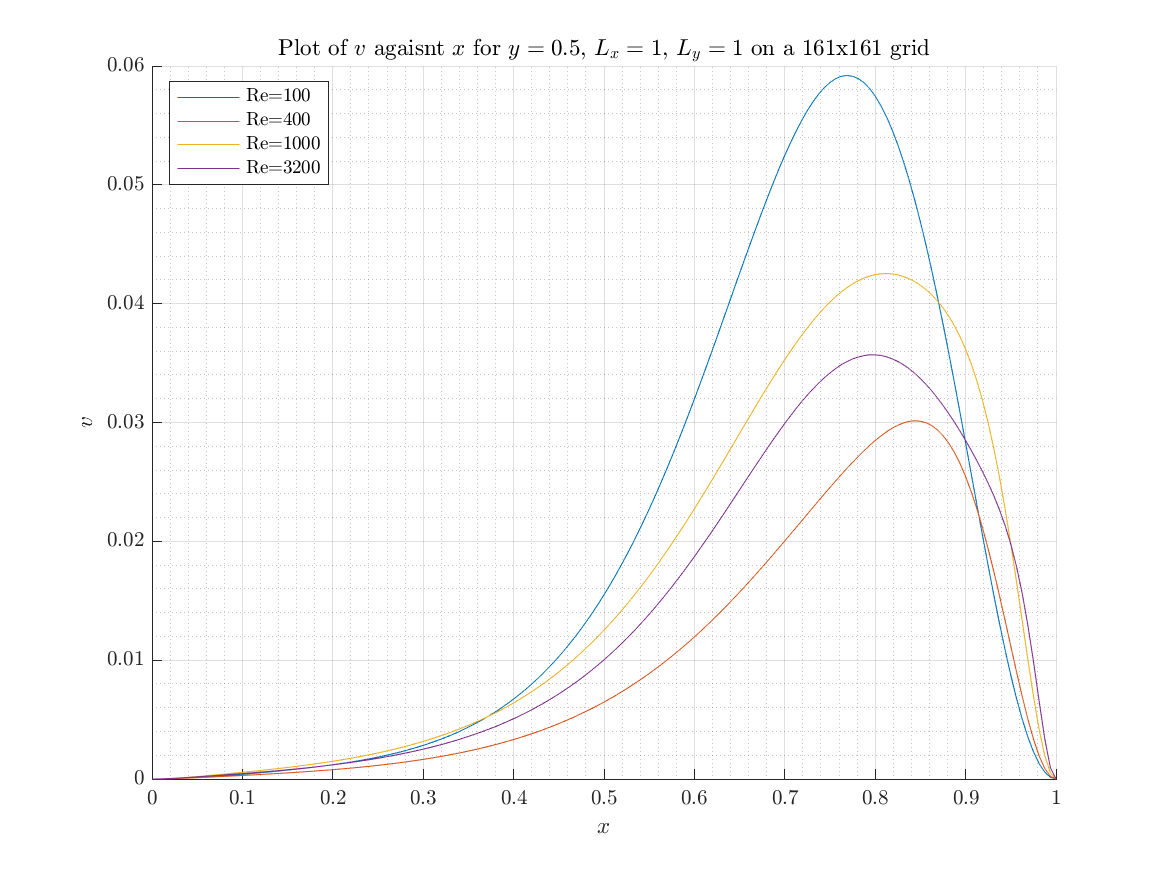 Plot of v agaisnt x for y = 0.5, Lₓ = 1, L_y = 1 on a 161x161 grid
Re=100
Re=400
Re=1000
Re=3200
0.06
0.05
0.04
0.03
0.02
0.01
0
v
0 0.1 0.2 0.3 0.4 0.5 0.6 0.7 0.8 0.9 1
x